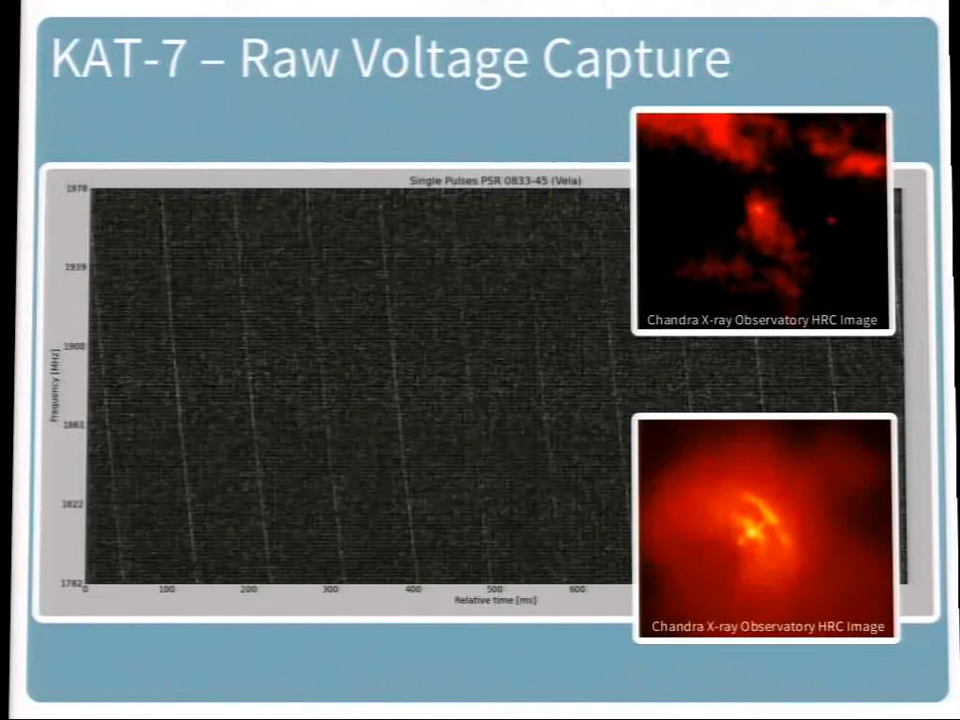 KAT-7 – Raw Voltage Capture
Single Pulses PSR 0833-45 (Vela)
1978
1939
1900
1861
1822
1782
Frequency [MHz]
0 100 200 300 400 500 600
Relative time [ms]
Chandra X-ray Observatory HRC Image
Chandra X-ray Observatory HRC Image